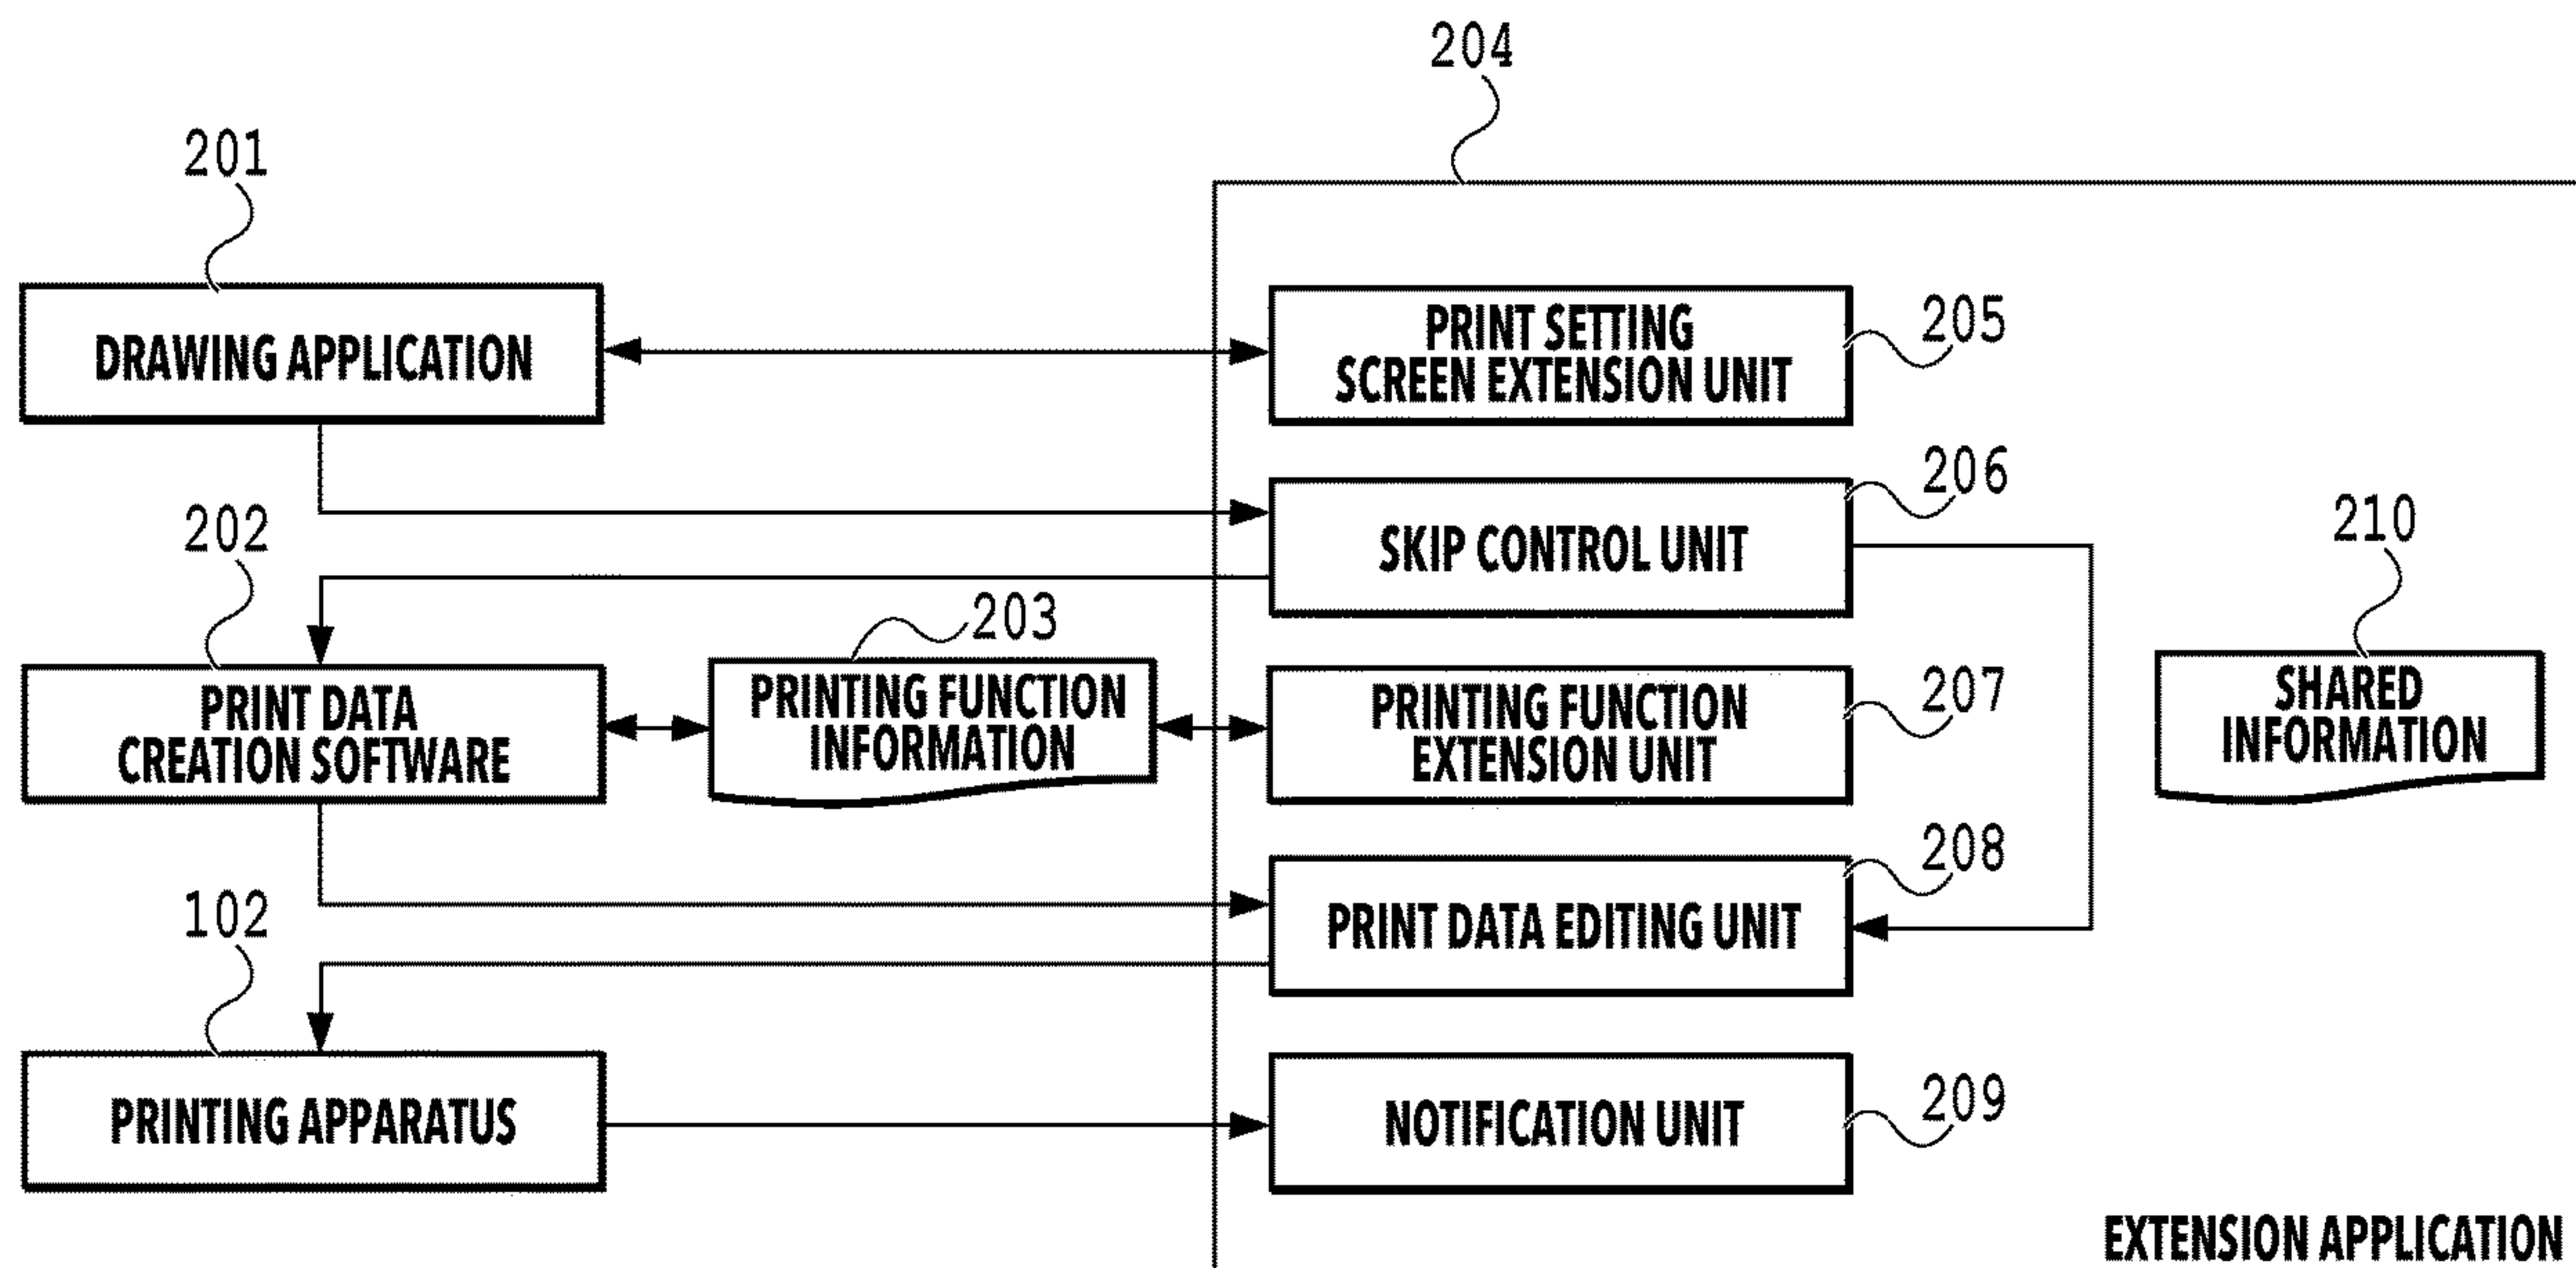 204
201
DRAWING APPLICATION
PRINT SETTING
SCREEN EXTENSION UNIT
205
206
SKIP CONTROL UNIT
210
202
203
PRINT DATA
CREATION SOFTWARE
PRINTING FUNCTION
INFORMATION
PRINTING FUNCTION
EXTENSION UNIT
207
SHARED
INFORMATION
208
PRINT DATA EDITING UNIT
102
PRINTING APPARATUS
NOTIFICATION UNIT
209
EXTENSION APPLICATION